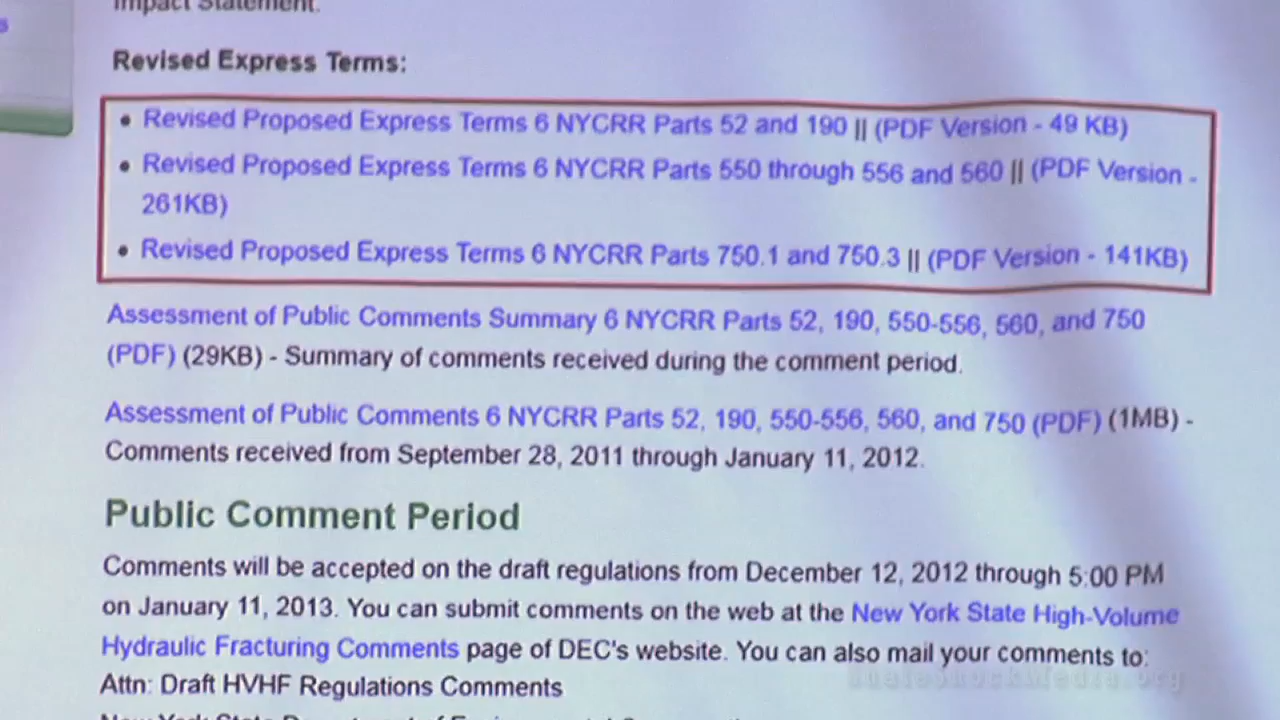 Impact Statement.
Revised Express Terms:
• Revised Proposed Express Terms 6 NYCRR Parts 52 and 190 || (PDF Version - 49 KB)
• Revised Proposed Express Terms 6 NYCRR Parts 550 through 556 and 560 || (PDF Version -
261KB)
• Revised Proposed Express Terms 6 NYCRR Parts 750.1 and 750.3 || (PDF Version - 141KB)
Assessment of Public Comments Summary 6 NYCRR Parts 52, 190, 550-556, 560, and 750
(PDF) (29KB) - Summary of comments received during the comment period.
Assessment of Public Comments 6 NYCRR Parts 52, 190, 550-556, 560, and 750 (PDF) (1MB) -
Comments received from September 28, 2011 through January 11, 2012.
Public Comment Period
Comments will be accepted on the draft regulations from December 12, 2012 through 5:00 PM
on January 11, 2013. You can submit comments on the web at the New York State High-Volume
Hydraulic Fracturing Comments page of DEC's website. You can also mail your comments to:
Attn: Draft HVHF Regulations Comments
ShaleShockMedia.org